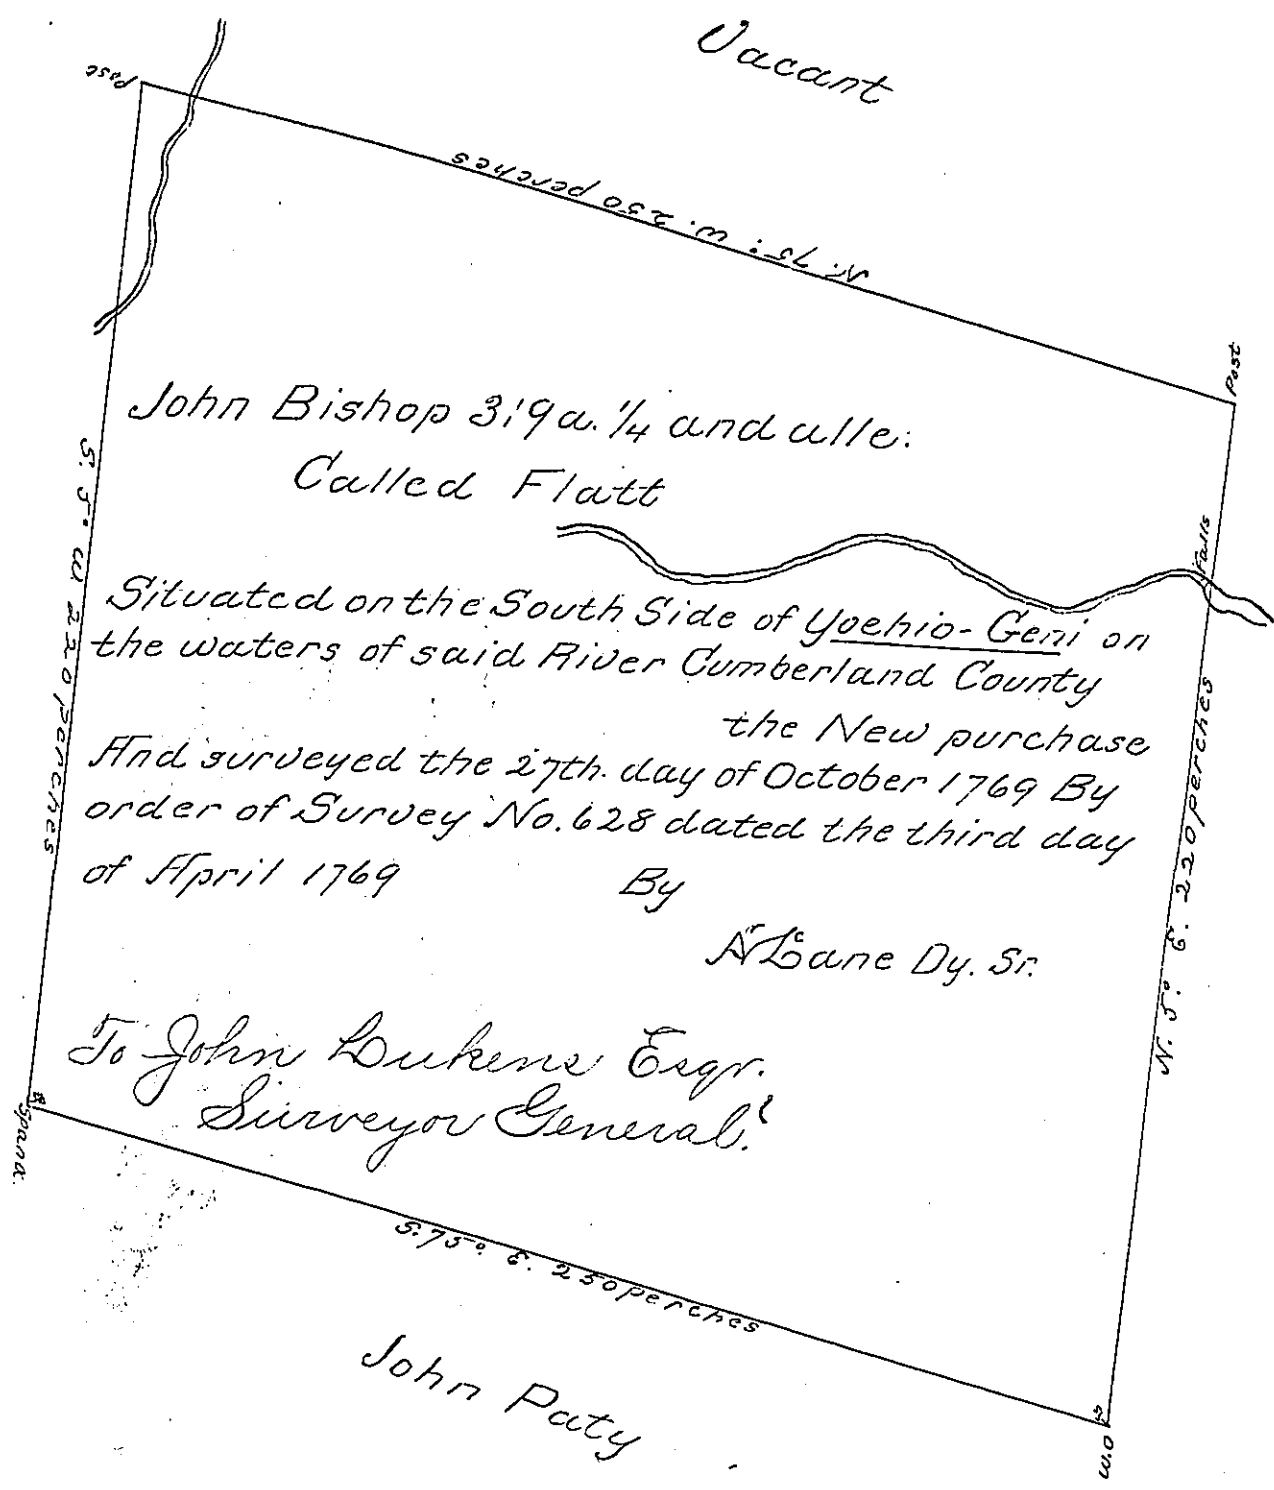 Vacant
Post
N. 75° W. 250 perches
Post
John Bishop 319 a. 1/4 and alle:
Called Flatt
Falls
S. 5° W 220 perches
Situated on the South Side of Yoehio-Geni on
the waters of said River Cumberland County
the New purchase
And surveyed the 27th. day of October 1769 By
order of Survey No. 628 dated the third day
of April 1769 By
N. 5° E. 220 perches
Lane Dy. Sr.
To John Lukens Esqr.
Surveyor General.
Span a.
S. 75° E. 250 perches
John Paty
W.O